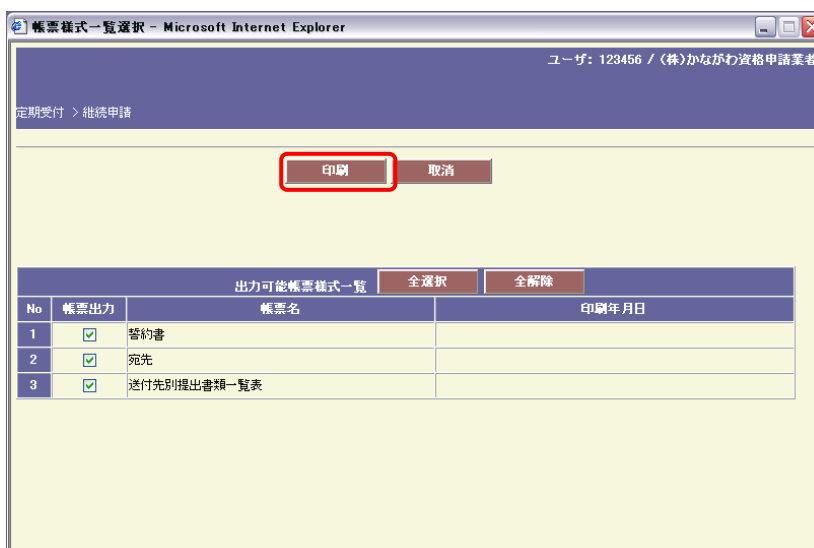 帳票様式一覧選択 - Microsoft Internet Explorer
ユーザ: 123456 / (株)かながわ資格申請業者
定期受付 > 継続申請
印刷 取消
出力可能帳票様式一覧 全選択 全解除
No 帳票出力 帳票名 印刷年月日
1 誓約書
2 宛先
3 送付先別提出書類一覧表